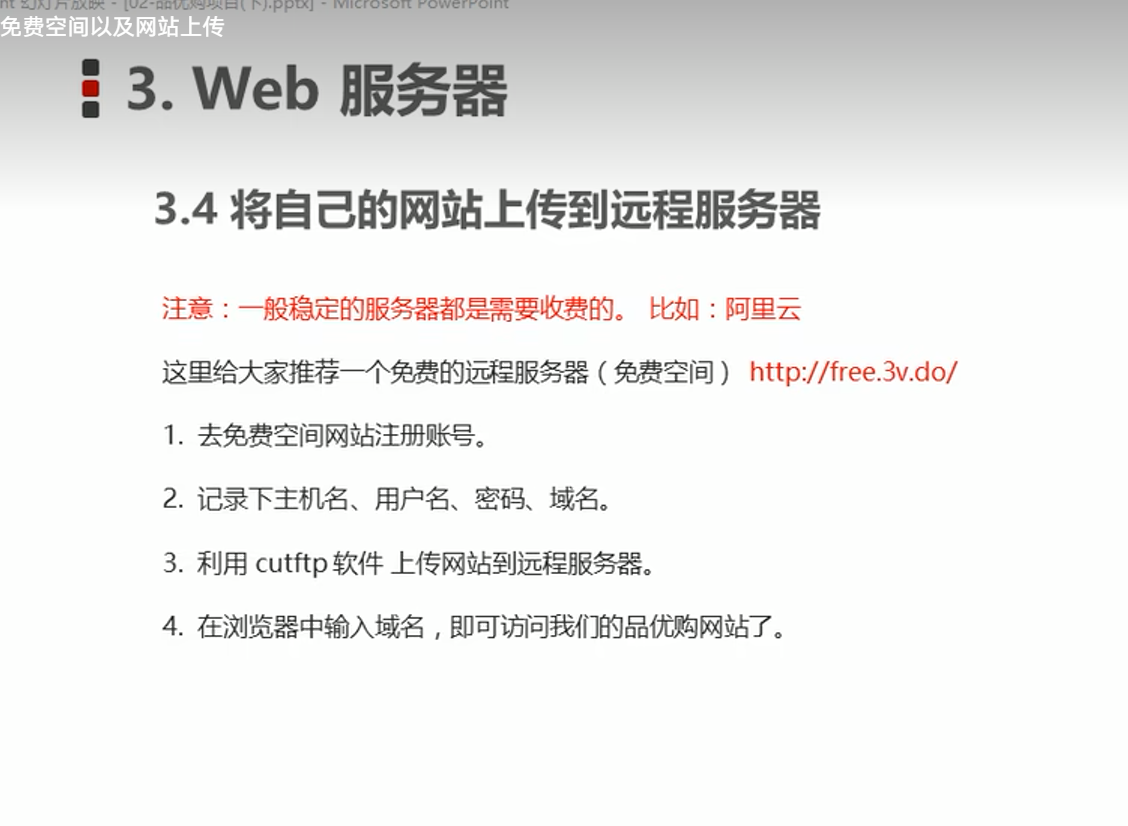 nt 幻灯片放映 - [02-品优购项目(下).pptx] - Microsoft PowerPoint
免费空间以及网站上传
3. Web 服务器
3.4 将自己的网站上传到远程服务器
注意：一般稳定的服务器都是需要收费的。 比如：阿里云
这里给大家推荐一个免费的远程服务器（免费空间） http://free.3v.do/
1. 去免费空间网站注册账号。
2. 记录下主机名、用户名、密码、域名。
3. 利用 cutftp 软件 上传网站到远程服务器。
4. 在浏览器中输入域名，即可访问我们的品优购网站了。